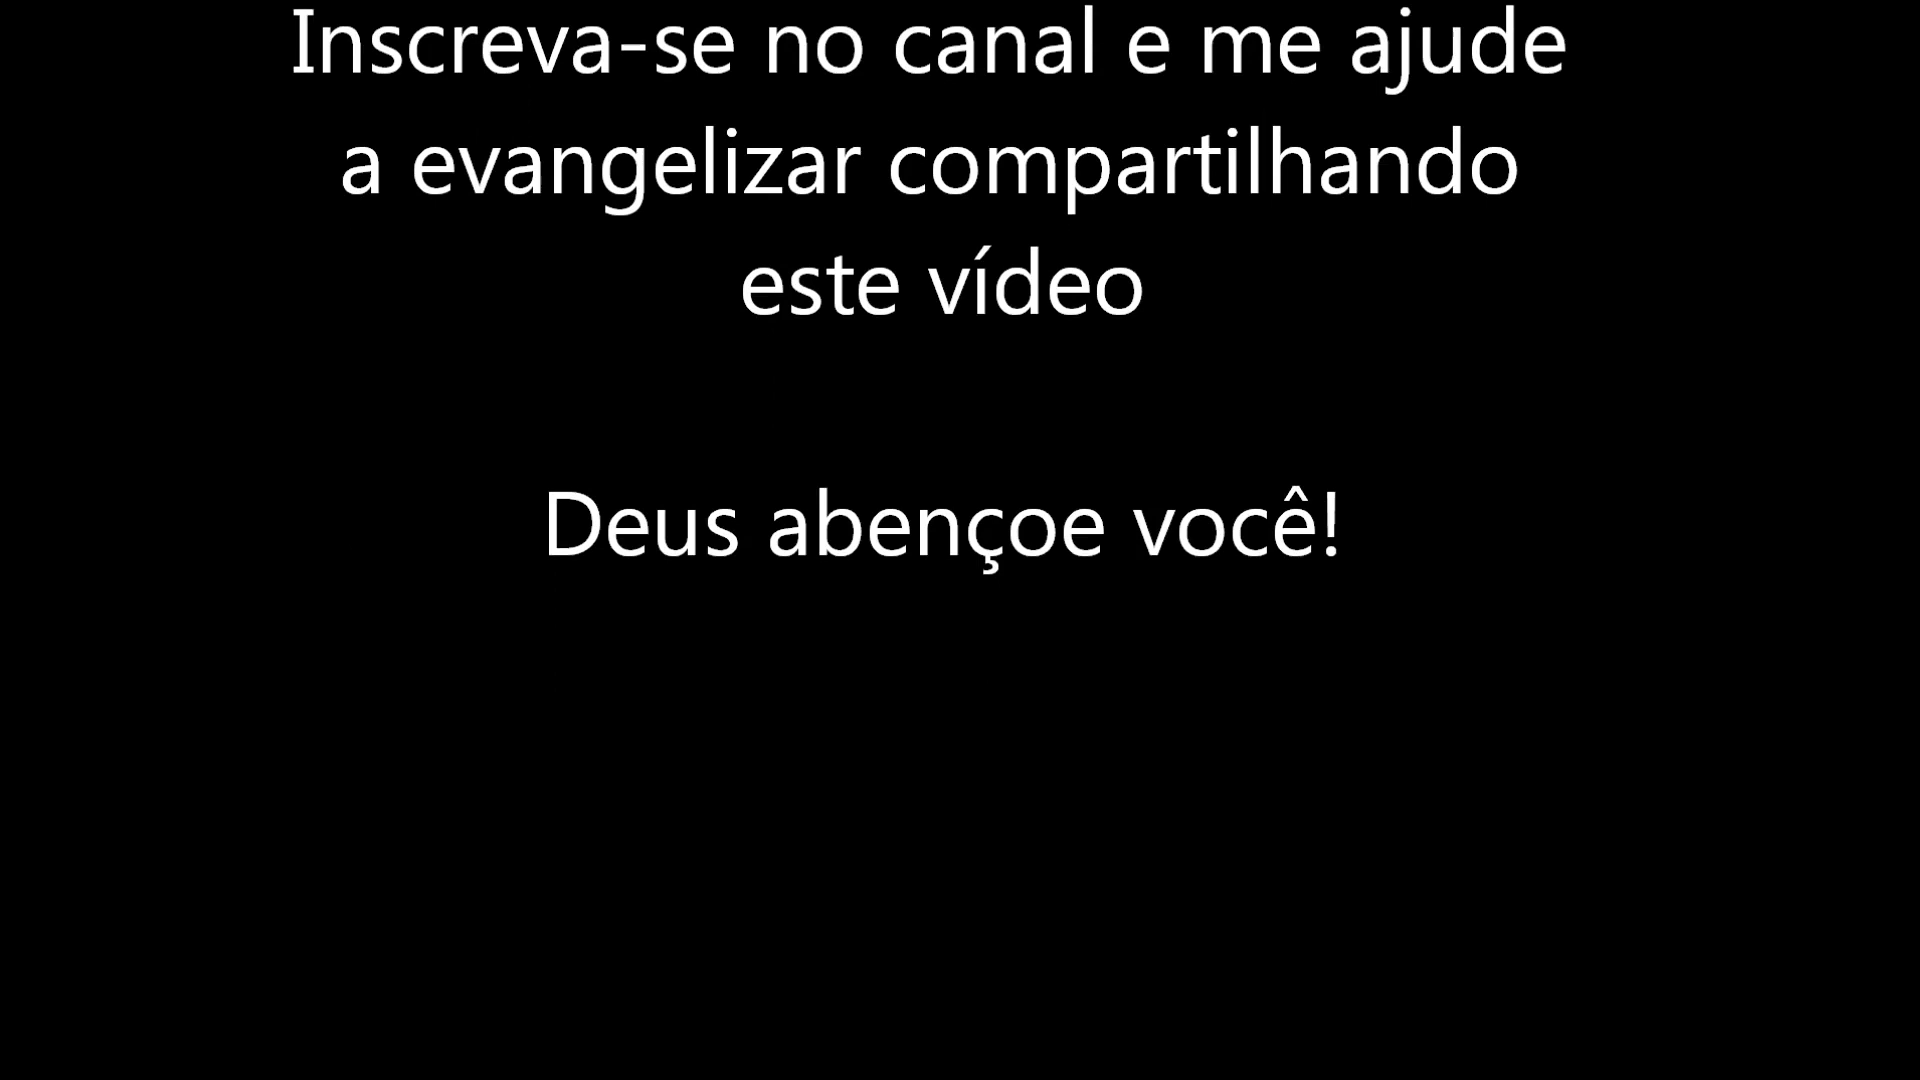 Inscreva-se no canal e me ajude
a evangelizar compartilhando
este vídeo
Deus abençoe você!